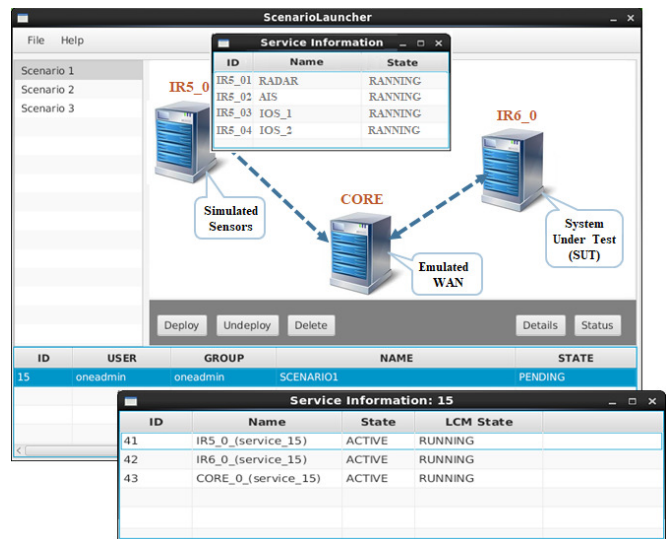 ScenarioLauncher
File Help
Scenario 1
Scenario 2
Scenario 3
Service Information
ID Name State
IR5_01 RADAR RANNING
IR5_02 AIS RANNING
IR5_03 IOS_1 RANNING
IR5_04 IOS_2 RANNING
IR5_0
IR6_0
CORE
Simulated
Sensors
Emulated
WAN
System
Under Test
(SUT)
Deploy Undeploy Delete Details Status
ID USER GROUP NAME STATE
15 oneadmin oneadmin SCENARIO1 PENDING
Service Information: 15
ID Name State LCM State
41 IR5_0_(service_15) ACTIVE RUNNING
42 IR6_0_(service_15) ACTIVE RUNNING
43 CORE_0_(service_15) ACTIVE RUNNING